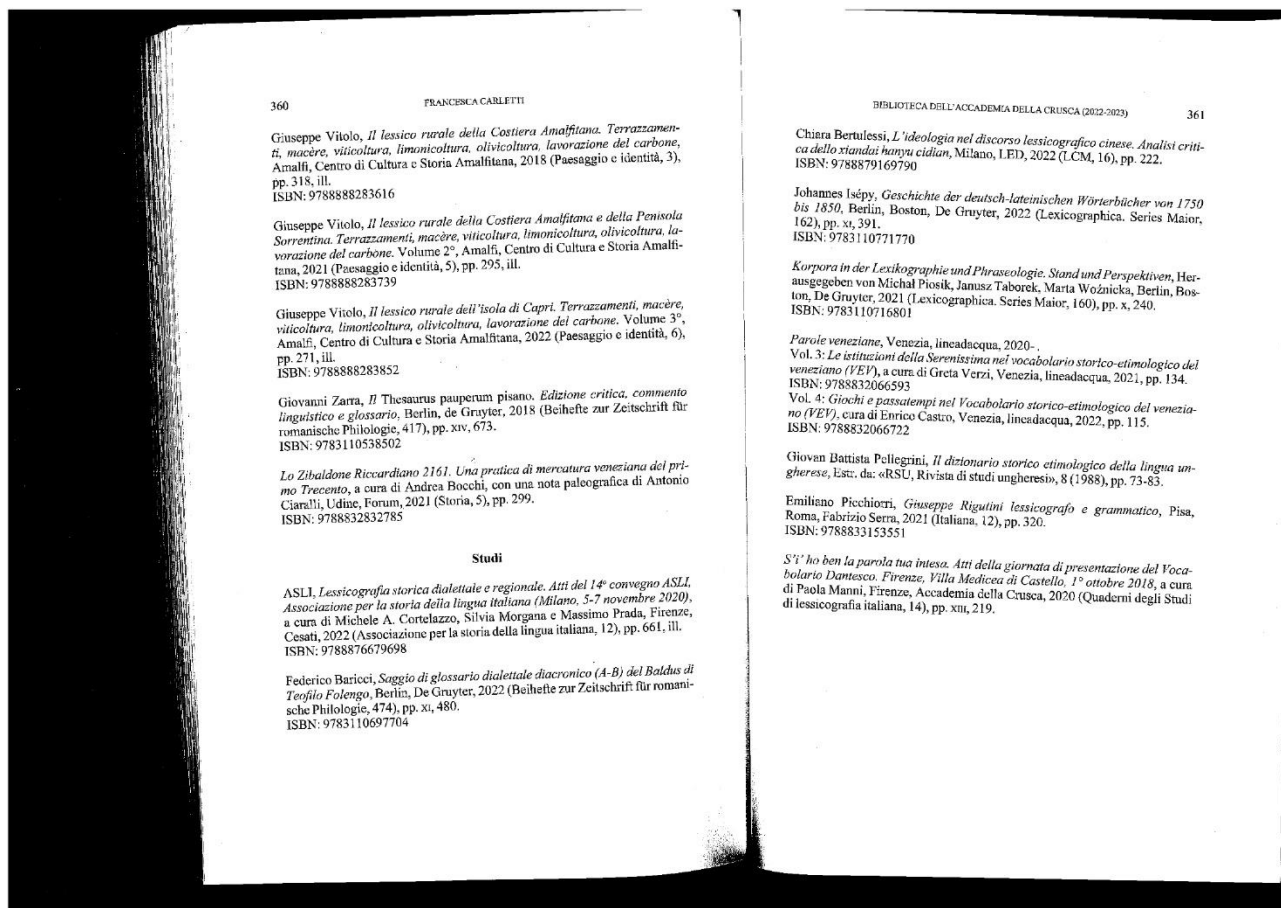 360
FRANCESCA CARLETTI
Giuseppe Vitolo, Il lessico rurale della Costiera Amalfitana. Terrazzamen-
ti, macère, viticoltura, limonicoltura, olivicoltura, lavorazione del carbone,
Amalfi, Centro di Cultura e Storia Amalfitana, 2018 (Paesaggio e identità, 3),
pp. 318, ill.
ISBN: 9788888283616
Giuseppe Vitolo, Il lessico rurale della Costiera Amalfitana e della Penisola
Sorrentina. Terrazzamenti, macère, viticoltura, limonicoltura, olivicoltura, la-
vorazione del carbone. Volume 2°, Amalfi, Centro di Cultura e Storia Amalfi-
tana, 2021 (Paesaggio e identità, 5), pp. 295, ill.
ISBN: 9788888283739
Giuseppe Vitolo, Il lessico rurale dell'isola di Capri. Terrazzamenti, macère,
viticoltura, limonicoltura, olivicoltura, lavorazione del carbone. Volume 3°,
Amalfi, Centro di Cultura e Storia Amalfitana, 2022 (Paesaggio e identità, 6),
pp. 271, ill.
ISBN: 9788888283852
Giovanni Zarra, Il Thesaurus pauperum pisano. Edizione critica, commento
linguistico e glossario, Berlin, de Gruyter, 2018 (Beihefte zur Zeitschrift für
romanische Philologie, 417), pp. XIV, 673.
ISBN: 9783110538502
Lo Zibaldone Riccardiano 2161. Una pratica di mercatura veneziana del pri-
mo Trecento, a cura di Andrea Bocchi, con una nota paleografica di Antonio
Ciaralli, Udine, Forum, 2021 (Storia, 5), pp. 299.
ISBN: 9788832832785
Studi
ASLI, Lessicografia storica dialettale e regionale. Atti del 14° convegno ASLI,
Associazione per la storia della lingua italiana (Milano, 5-7 novembre 2020),
a cura di Michele A. Cortelazzo, Silvia Morgana e Massimo Prada, Firenze,
Cesati, 2022 (Associazione per la storia della lingua italiana, 12), pp. 661, ill.
ISBN: 9788876679698
Federico Baricci, Saggio di glossario dialettale diacronico (A-B) del Baldus di
Teofilo Folengo, Berlin, De Gruyter, 2022 (Beihefte zur Zeitschrift für romani-
sche Philologie, 474), pp. XI, 480.
ISBN: 9783110697704
BIBLIOTECA DELL'ACCADEMIA DELLA CRUSCA (2022-2023)
361
Chiara Bertulessi, L'ideologia nel discorso lessicografico cinese. Analisi criti-
ca dello xiandai hanyu cidian, Milano, LED, 2022 (LCM, 16), pp. 222.
ISBN: 9788879169790
Johannes Isépy, Geschichte der deutsch-lateinischen Wörterbücher von 1750
bis 1850, Berlin, Boston, De Gruyter, 2022 (Lexicographica. Series Maior,
162), pp. XI, 391.
ISBN: 9783110771770
Korpora in der Lexikographie und Phraseologie. Stand und Perspektiven, Her-
ausgegeben von Michał Piosik, Janusz Taborek, Marta Woźnicka, Berlin, Bos-
ton, De Gruyter, 2021 (Lexicographica. Series Maior, 160), pp. X, 240.
ISBN: 9783110716801
Parole veneziane, Venezia, lineadacqua, 2020- .
Vol. 3: Le istituzioni della Serenissima nel vocabolario storico-etimologico del
veneziano (VEV), a cura di Greta Verzi, Venezia, lineadacqua, 2021, pp. 134.
ISBN: 9788832066593
Vol. 4: Giochi e passatempi nel Vocabolario storico-etimologico del venezia-
no (VEV), cura di Enrico Castro, Venezia, lineadacqua, 2022, pp. 115.
ISBN: 9788832066722
Giovan Battista Pellegrini, Il dizionario storico etimologico della lingua un-
gherese, Estr. da: «RSU, Rivista di studi ungheresi», 8 (1988), pp. 73-83.
Emiliano Picchiorri, Giuseppe Rigutini lessicografo e grammatico, Pisa,
Roma, Fabrizio Serra, 2021 (Italiana, 12), pp. 320.
ISBN: 9788833153551
S'i' ho ben la parola tua intesa. Atti della giornata di presentazione del Voca-
bolario Dantesco. Firenze, Villa Medicea di Castello, 1° ottobre 2018, a cura
di Paola Manni, Firenze, Accademia della Crusca, 2020 (Quaderni degli Studi
di lessicografia italiana, 14), pp. XIII, 219.